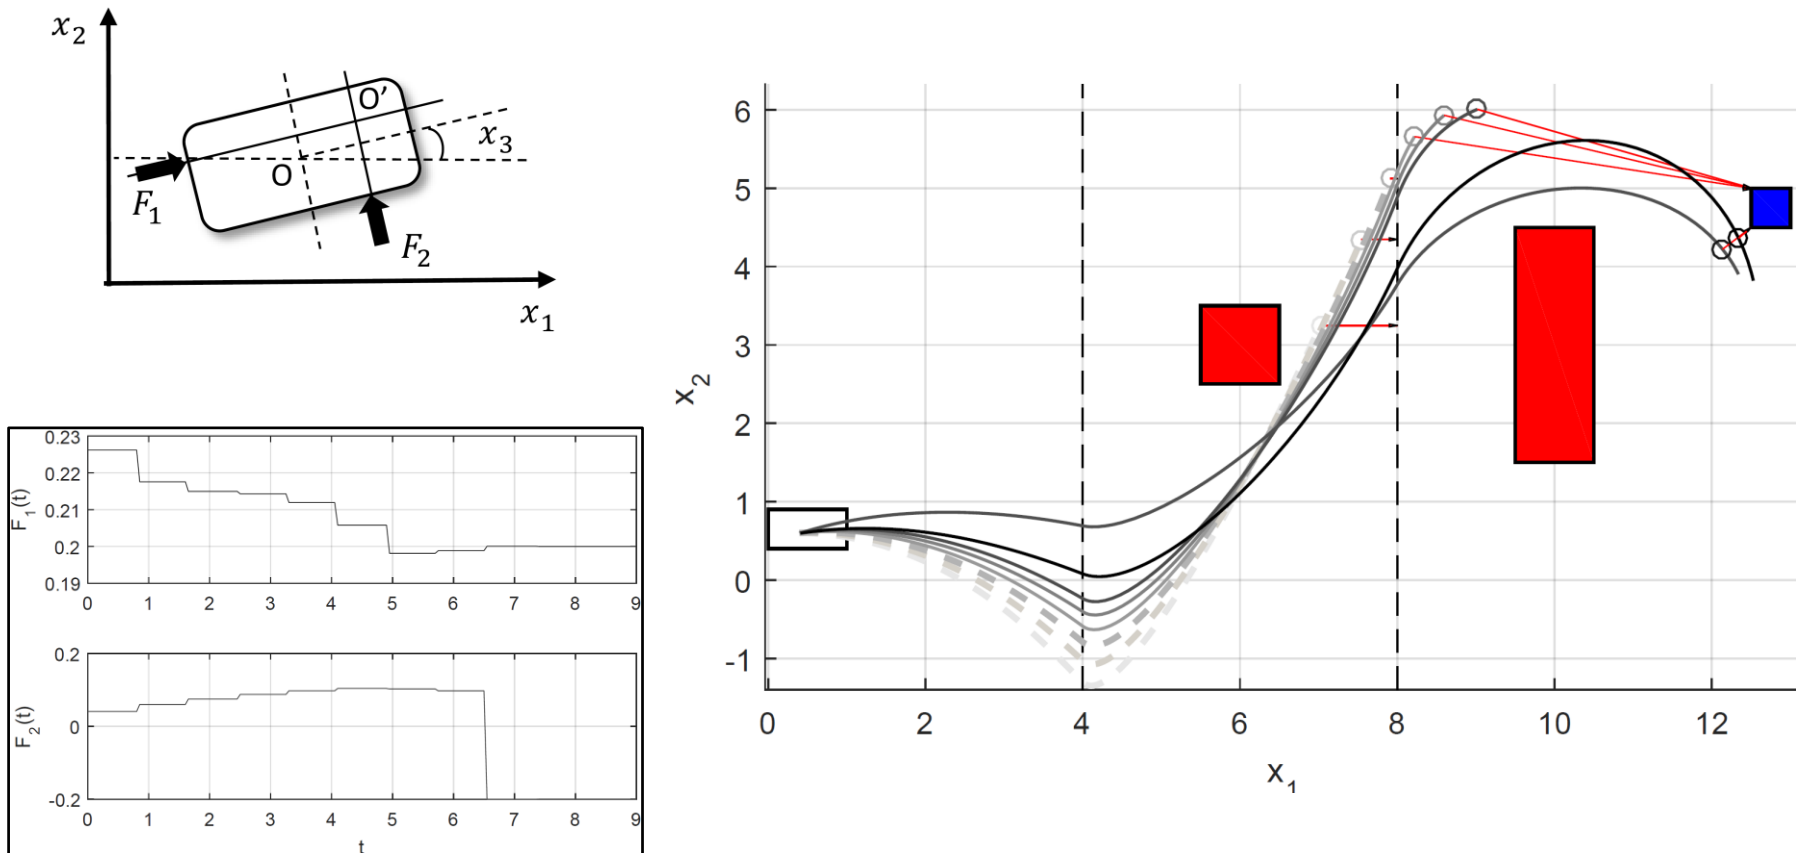 x₂
O'
x₃
O
F₁
F₂
x₁
0.23
0.22
0.21
0.2
0.19
F₁(t)
0 1 2 3 4 5 6 7 8 9
0.2
0
-0.2
F₂(t)
0 1 2 3 4 5 6 7 8 9
t
6
5
4
3
2
1
0
-1
x₂
0 2 4 6 8 10 12
x₁